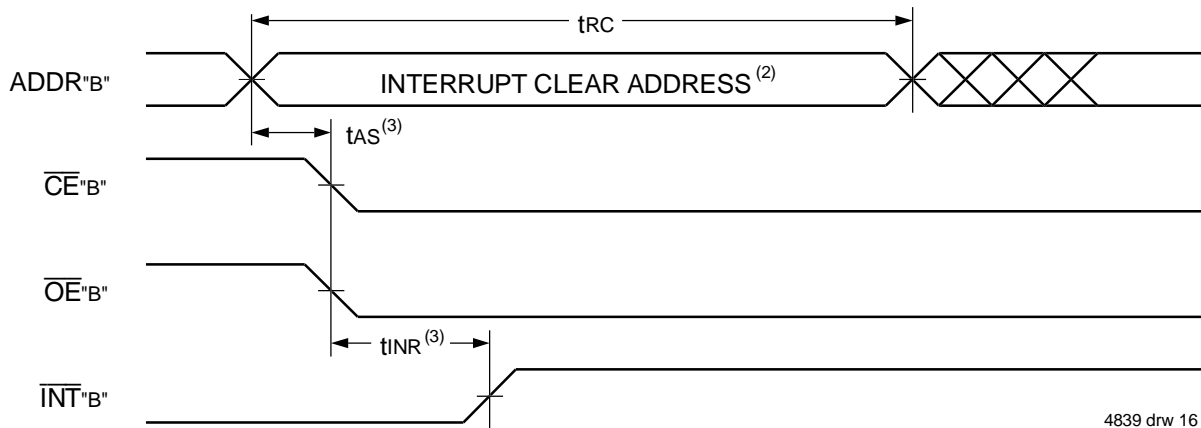 tRC
ADDR"B"
INTERRUPT CLEAR ADDRESS(2)
tAS(3)
CE"B"
OE"B"
tINR(3)
INT"B"
4839 drw 16